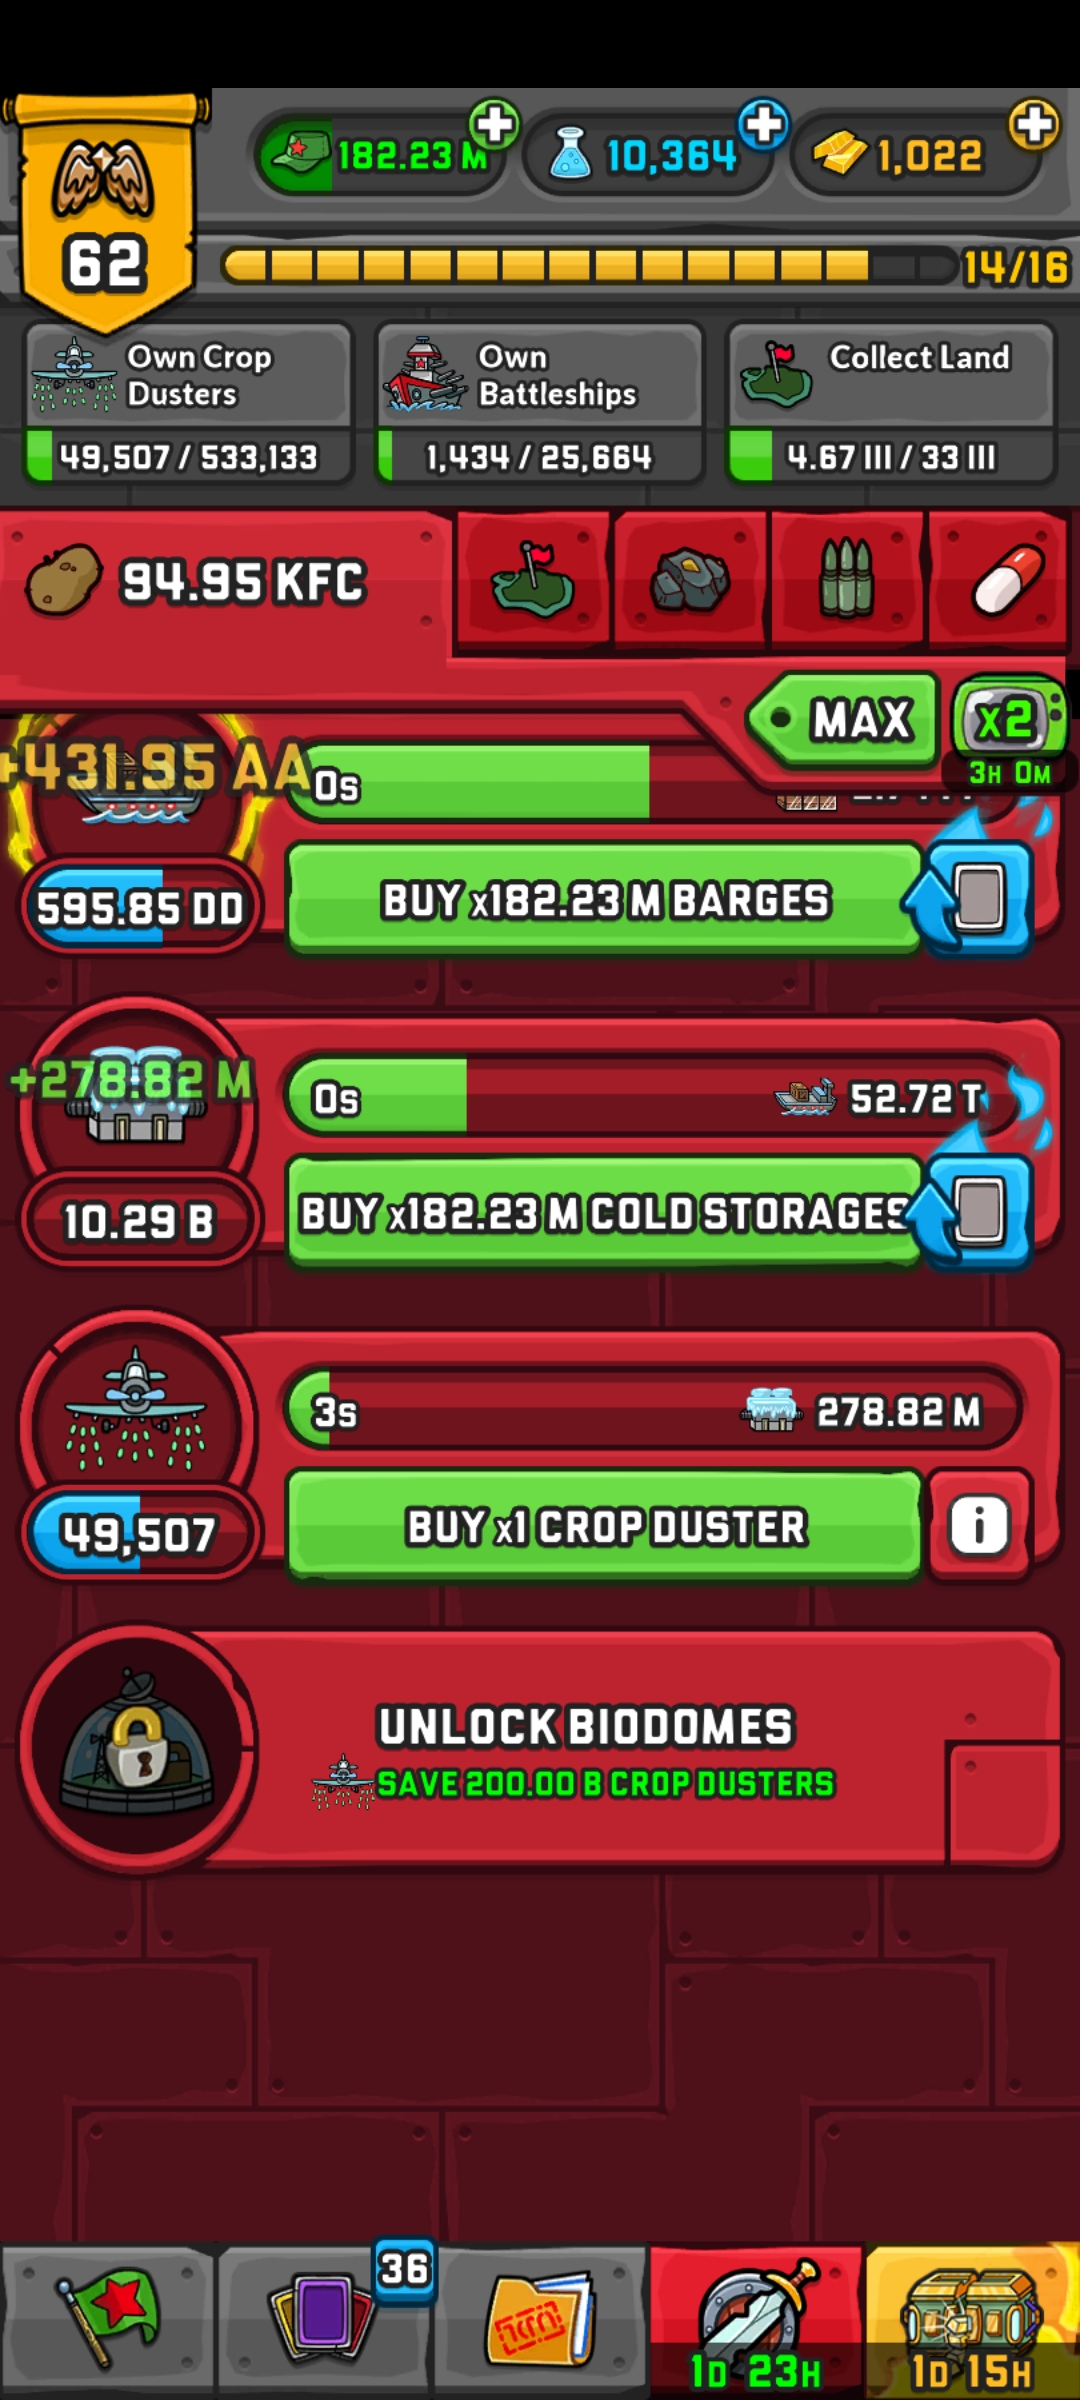 182.23 M
10,364
1,022
62
14/16
Own Crop Dusters
49,507 / 533,133
Own Battleships
1,434 / 25,664
Collect Land
4.67 III / 33 III
94.95 KFC
MAX
x2
3H 0M
+431.95 AA
0s
595.85 DD
BUY x182.23 M BARGES
+278.82 M
0s
52.72 T
10.29 B
BUY x182.23 M COLD STORAGES
3s
278.82 M
49,507
BUY x1 CROP DUSTER
i
UNLOCK BIODOMES
SAVE 200.00 B CROP DUSTERS
36
1D 23H
1D 15H